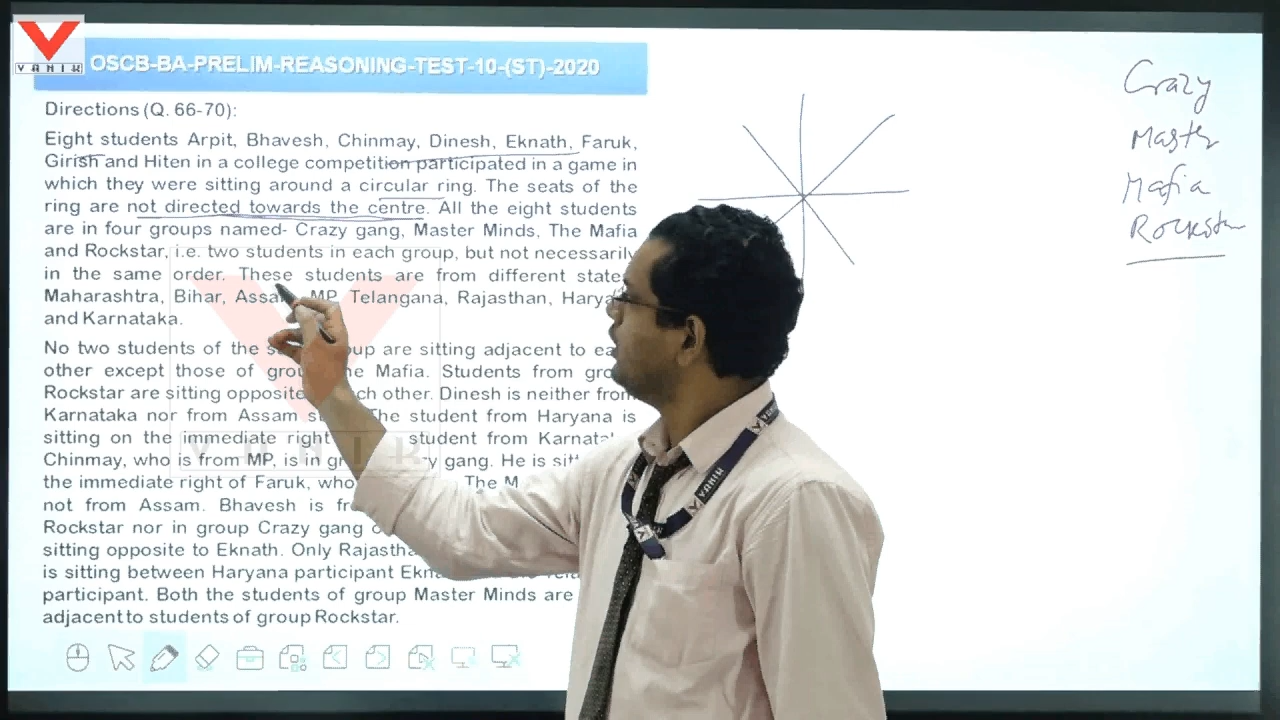 VANIK
OSCB-BA-PRELIM-REASONING-TEST-10-(ST)-2020
Directions (Q. 66-70):
Eight students Arpit, Bhavesh, Chinmay, Dinesh, Eknath, Faruk,
Girish and Hiten in a college competition participated in a game in
which they were sitting around a circular ring. The seats of the
ring are not directed towards the centre. All the eight students
are in four groups named- Crazy gang, Master Minds, The Mafia
and Rockstar, i.e. two students in each group, but not necessarily
in the same order. These students are from different state
Maharashtra, Bihar, Assam MP, Telangana, Rajasthan, Harya
and Karnataka.
No two students of the s up are sitting adjacent to ea
other except those of grou he Mafia. Students from gro
Rockstar are sitting opposite ch other. Dinesh is neither from
Karnataka nor from Assam st The student from Haryana is
sitting on the immediate right student from Karnata
Chinmay, who is from MP, is in gr y gang. He is sitt
the immediate right of Faruk, who The M
not from Assam. Bhavesh is fr
Rockstar nor in group Crazy gang
sitting opposite to Eknath. Only Rajastha
is sitting between Haryana participant Ekn
participant. Both the students of group Master Minds are
adjacent to students of group Rockstar.
Crazy
Master
Mafia
Rockstar
VANIK
VANIK
VANIK